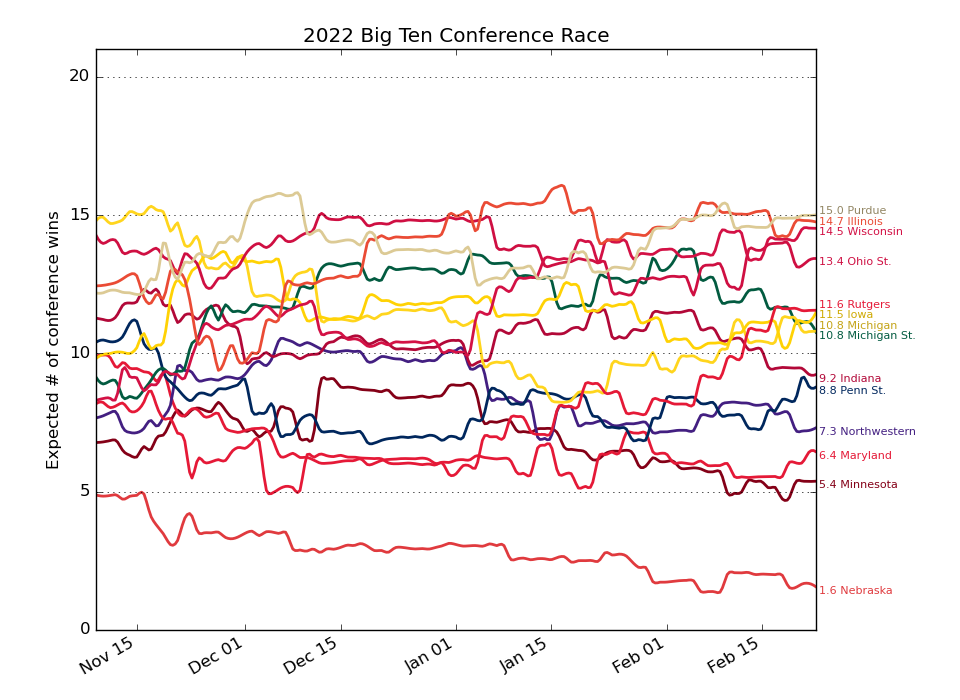 2022 Big Ten Conference Race
Expected # of conference wins
20
15
10
5
0
Nov 15
Dec 01
Dec 15
Jan 01
Jan 15
Feb 01
Feb 15
15.0 Purdue
14.7 Illinois
14.5 Wisconsin
13.4 Ohio St.
11.6 Rutgers
11.5 Iowa
10.8 Michigan
10.8 Michigan St.
9.2 Indiana
8.8 Penn St.
7.3 Northwestern
6.4 Maryland
5.4 Minnesota
1.6 Nebraska